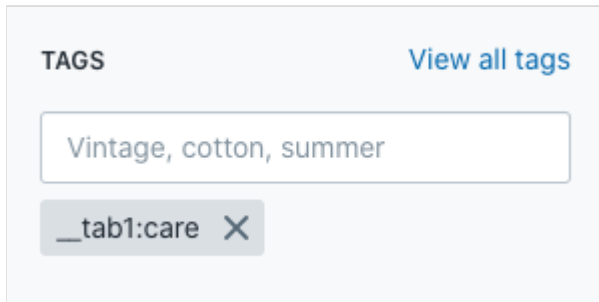 TAGS View all tags
Vintage, cotton, summer
__tab1:care